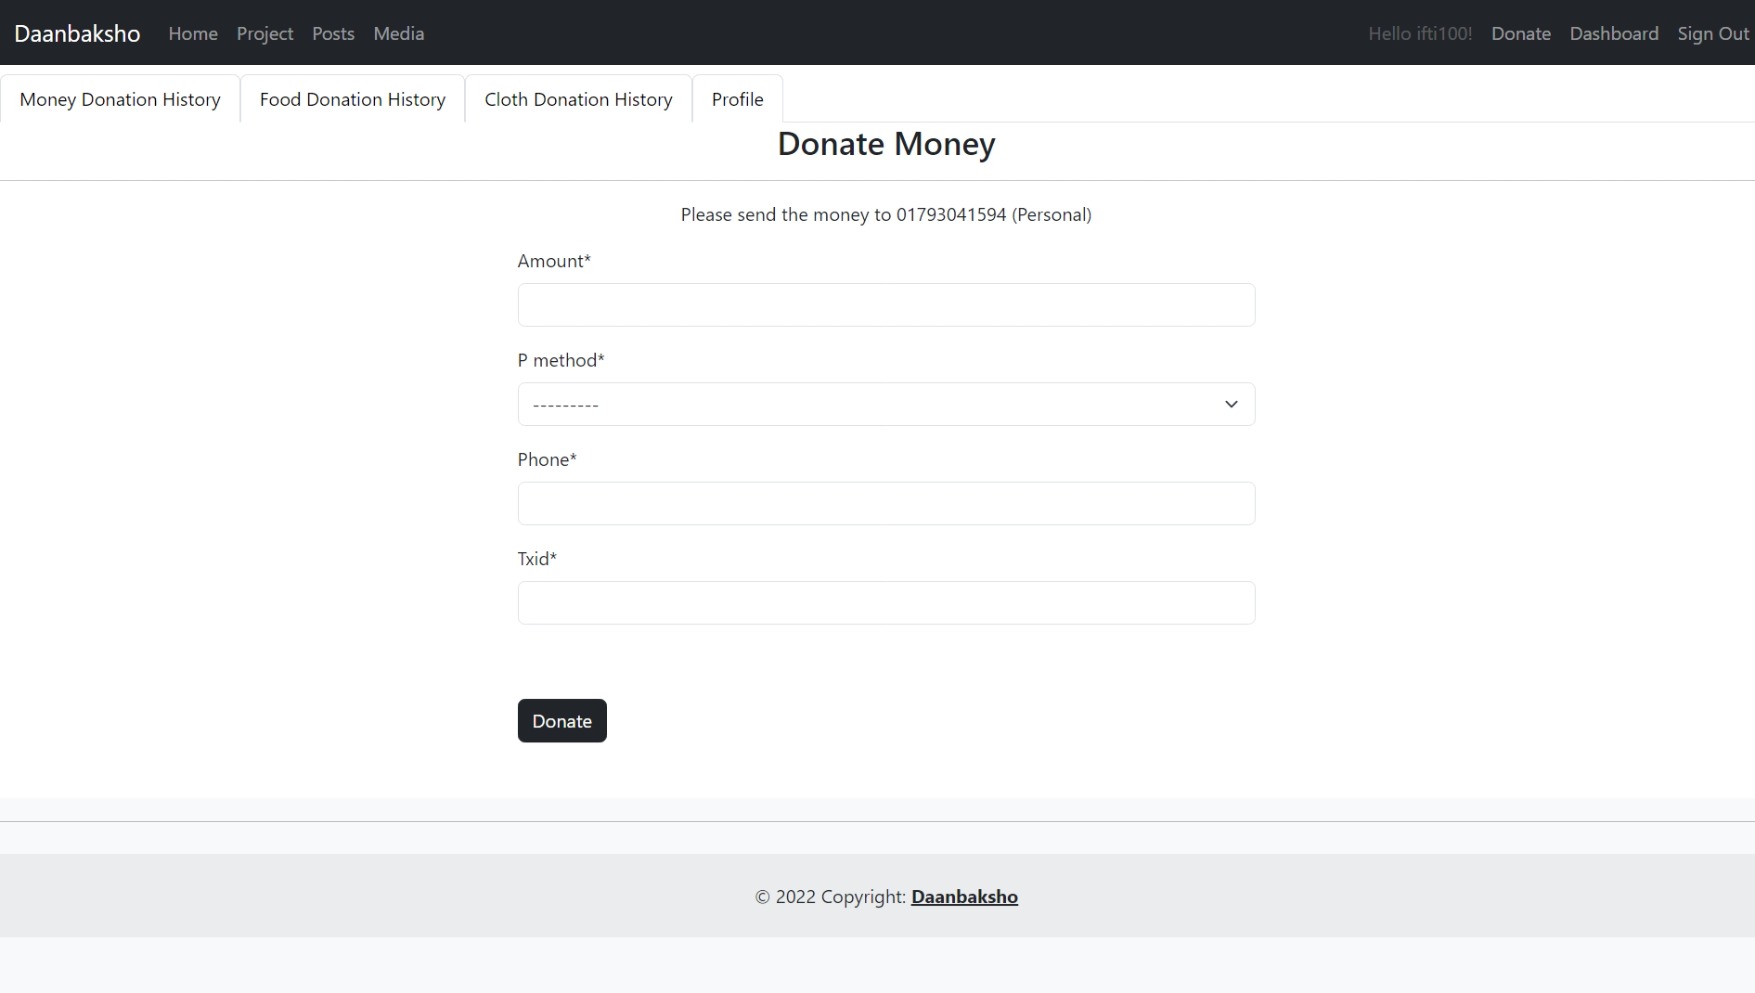 Daanbaksho Home Project Posts Media Hello ifti100! Donate Dashboard Sign Out
Money Donation History Food Donation History Cloth Donation History Profile
Donate Money
Please send the money to 01793041594 (Personal)
Amount*
P method*
---------
Phone*
Txid*
Donate
© 2022 Copyright: Daanbaksho